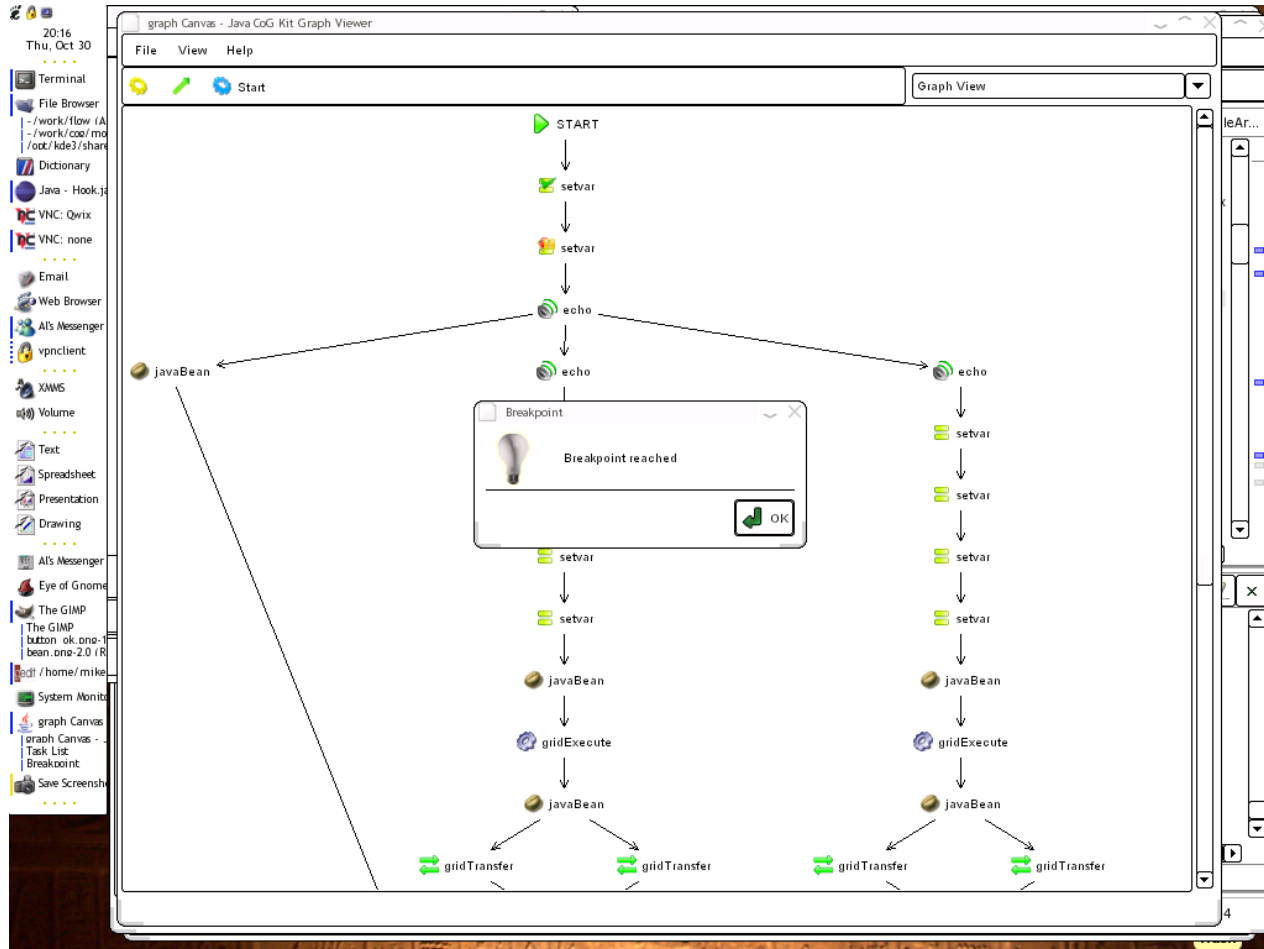 20:16
Thu, Oct 30
Terminal
File Browser
-/work/flow (A
-/work/cog/mo
/opt/kde3/share
Dictionary
Java - Hook.ja
VNC: Qwix
VNC: none
Email
Web Browser
Al's Messenger
vpnclient
XMMS
Volume
Text
Spreadsheet
Presentation
Drawing
Al's Messenger
Eye of Gnome
The GIMP
The GIMP
button_ok.png-1
bean.png-2.0 (R
edit /home/mike
System Monito
graph Canvas
graph Canvas -
Task List
Breakpoint
Save Screensho
graph Canvas - Java CoG Kit Graph Viewer
File View Help
Start
Graph View
START
setvar
setvar
echo
javaBean
echo
echo
Breakpoint
Breakpoint reached
OK
setvar
setvar
setvar
setvar
setvar
setvar
javaBean
javaBean
gridExecute
gridExecute
javaBean
javaBean
gridTransfer
gridTransfer
gridTransfer
gridTransfer
leAr...
4